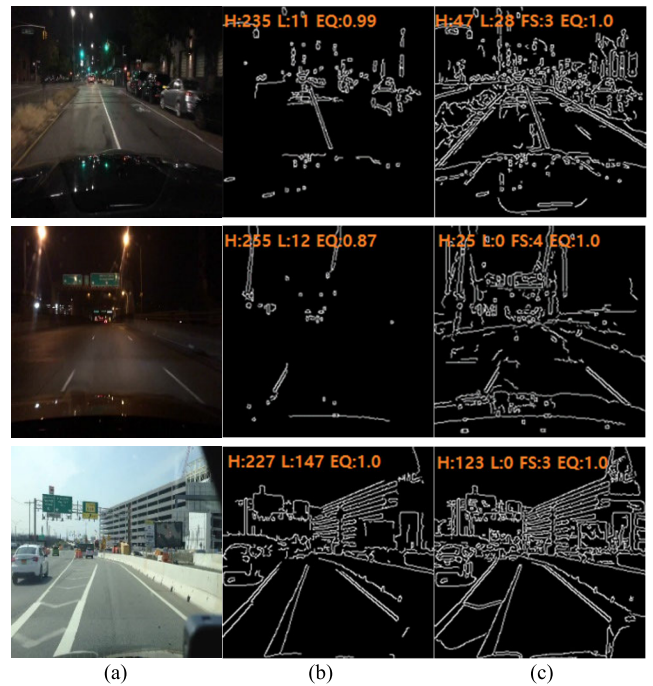 H:235 L:11 EQ:0.99
H:47 L:28 FS:3 EQ:1.0
H:255 L:12 EQ:0.87
H:25 L:0 FS:4 EQ:1.0
H:227 L:147 EQ:1.0
H:123 L:0 FS:3 EQ:1.0
(a)
(b)
(c)